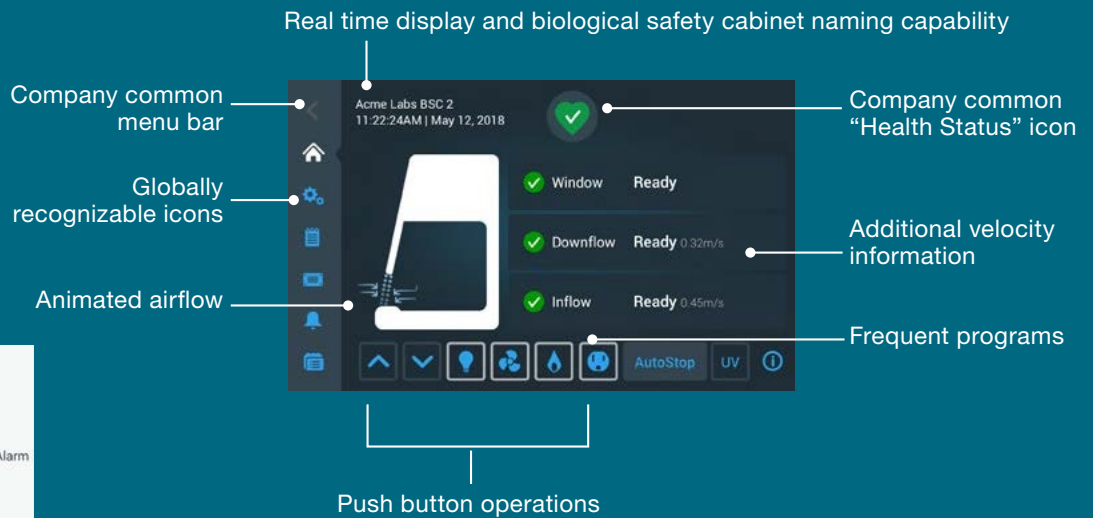 Real time display and biological safety cabinet naming capability
Company common
menu bar
Globally
recognizable icons
Animated airflow
Acme Labs BSC 2
11:22:24AM | May 12, 2018
Window Ready
Downflow Ready 0.32m/s
Inflow Ready 0.45m/s
AutoStop UV
Company common
“Health Status” icon
Additional velocity
information
Frequent programs
Push button operations
Alarm